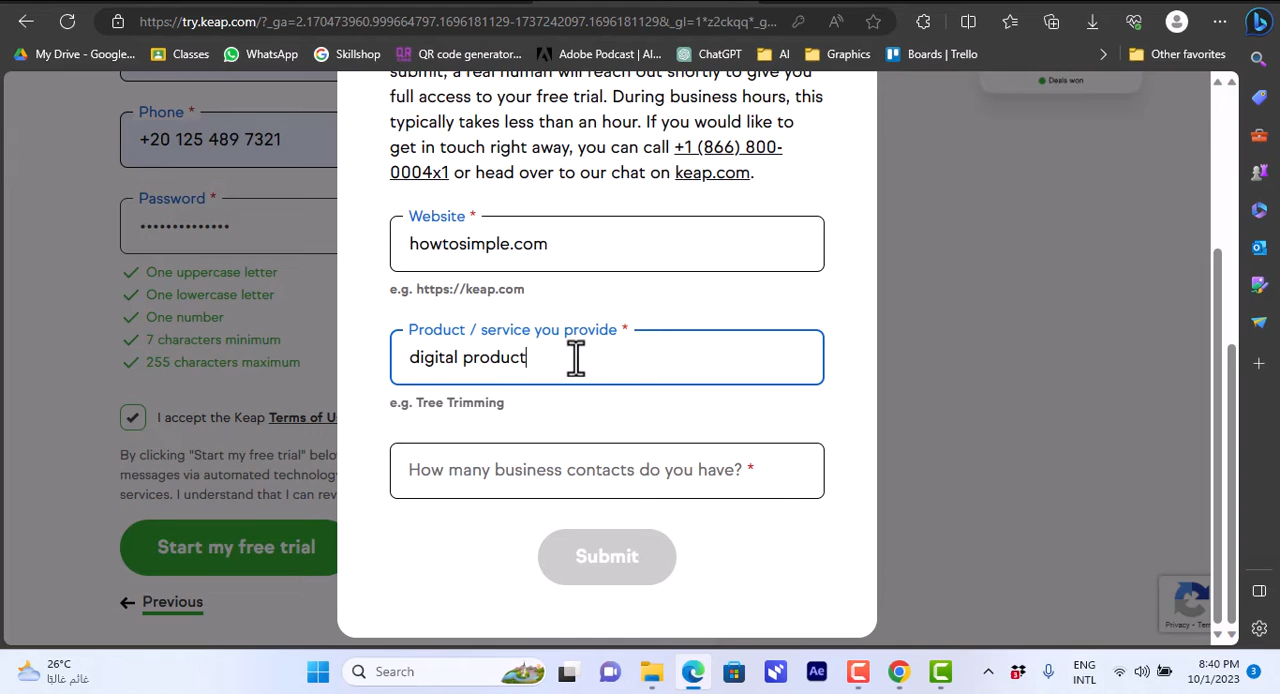 https://try.keap.com/?_ga=2.170473960.999664797.1696181129-1737242097.1696181129&_gl=1*z2ckqq*_g...
My Drive - Google...
Classes
WhatsApp
Skillshop
QR code generator...
Adobe Podcast | Al...
ChatGPT
AI
Graphics
Boards | Trello
Other favorites
submit, a real human will reach out shortly to give you
full access to your free trial. During business hours, this
typically takes less than an hour. If you would like to
get in touch right away, you can call +1 (866) 800-
0004x1 or head over to our chat on keap.com.
Website *
howtosimple.com
e.g. https://keap.com
Product / service you provide *
digital product
e.g. Tree Trimming
How many business contacts do you have? *
Submit
Phone *
+20 125 489 7321
Password *
••••••••••••••
One uppercase letter
One lowercase letter
One number
7 characters minimum
255 characters maximum
I accept the Keap Terms of U
By clicking "Start my free trial" belo
messages via automated technolog
services. I understand that I can rev
Start my free trial
Previous
Deals won
Privacy - Term
26°C
غائم غالبًا
Search
Ae
ENG
INTL
8:40 PM
10/1/2023
3